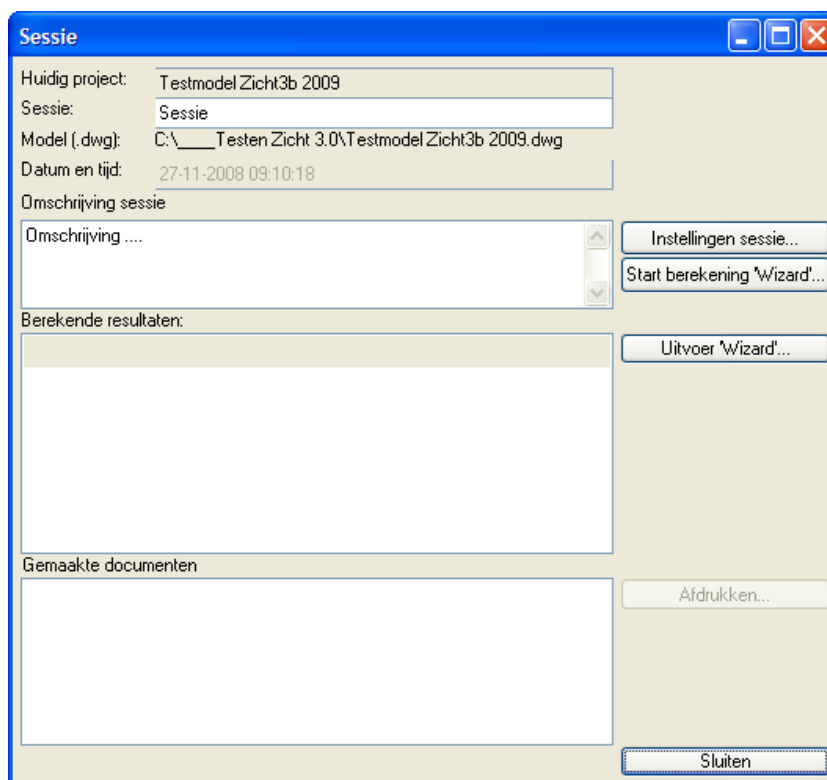 Sessie
Huidig project: Testmodel Zicht3b 2009
Sessie: Sessie
Model (.dwg): C:\____Testen Zicht 3.0\Testmodel Zicht3b 2009.dwg
Datum en tijd: 27-11-2008 09:10:18
Omschrijving sessie
Omschrijving ....
Instellingen sessie...
Start berekening 'Wizard'...
Berekende resultaten:
Uitvoer 'Wizard'...
Gemaakte documenten
Afdrukken...
Sluiten